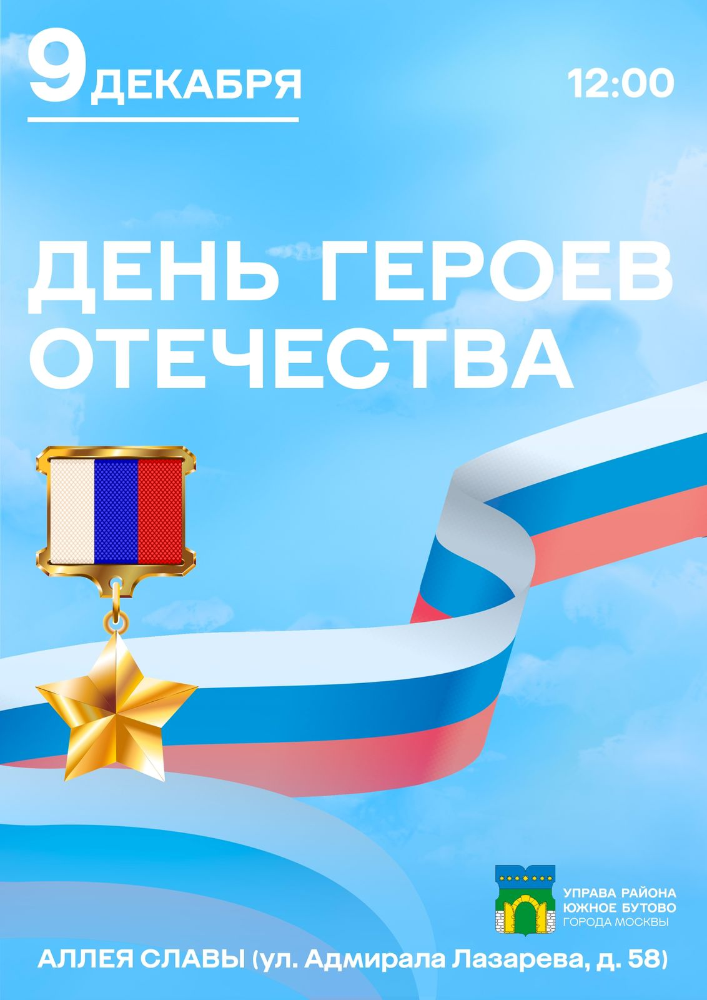 9 ДЕКАБРЯ
12:00
ДЕНЬ ГЕРОЕВ
ОТЕЧЕСТВА
УПРАВА РАЙОНА
ЮЖНОЕ БУТОВО
ГОРОДА МОСКВЫ
АЛЛЕЯ СЛАВЫ (ул. Адмирала Лазарева, д. 58)